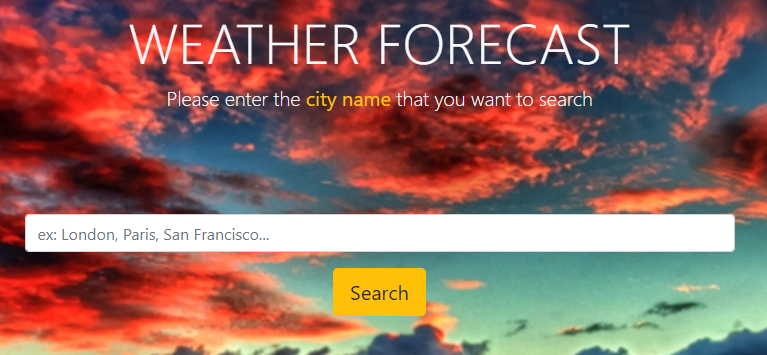 WEATHER FORECAST
Please enter the city name that you want to search
ex: London, Paris, San Francisco...
Search